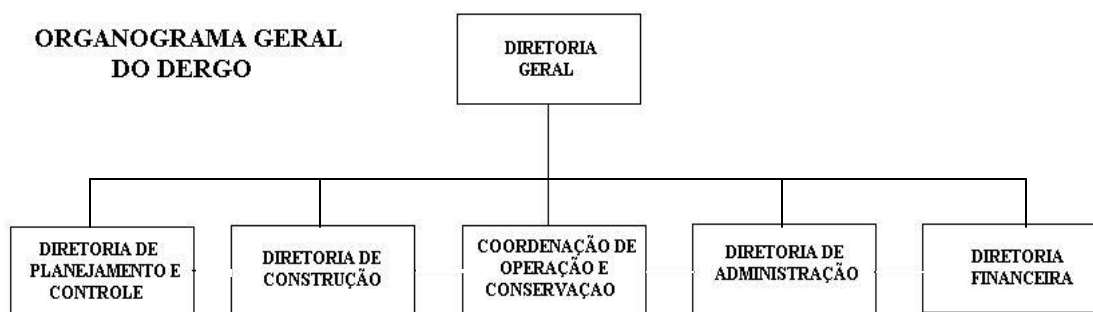 ORGANOGRAMA GERAL
DO DERGO
DIRETORIA
GERAL
DIRETORIA DE
PLANEJAMENTO E
CONTROLE
DIRETORIA DE
CONSTRUÇÃO
COORDENAÇÃO DE
OPERAÇÃO E
CONSERVAÇAO
DIRETORIA DE
ADMINISTRAÇÃO
DIRETORIA
FINANCEIRA